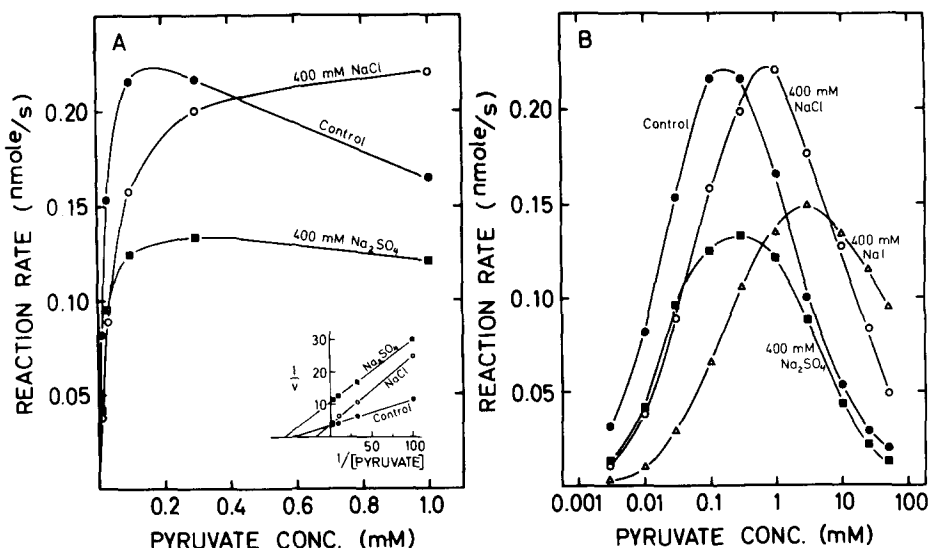 A
400 mM NaCl
Control
400 mM Na₂SO₄
REACTION RATE (nmole/s)
0.20
0.15
0.10
0.05
0.2
0.4
0.6
0.8
1.0
PYRUVATE CONC. (mM)
1/v
30
20
10
50
100
Na₂SO₄
NaCl
Control
1/[PYRUVATE]
B
Control
400 mM
NaCl
400 mM
NaI
400 mM
Na₂SO₄
REACTION RATE (nmole/s)
0.20
0.15
0.10
0.05
0.001
0.01
0.1
1
10
100
PYRUVATE CONC. (mM)